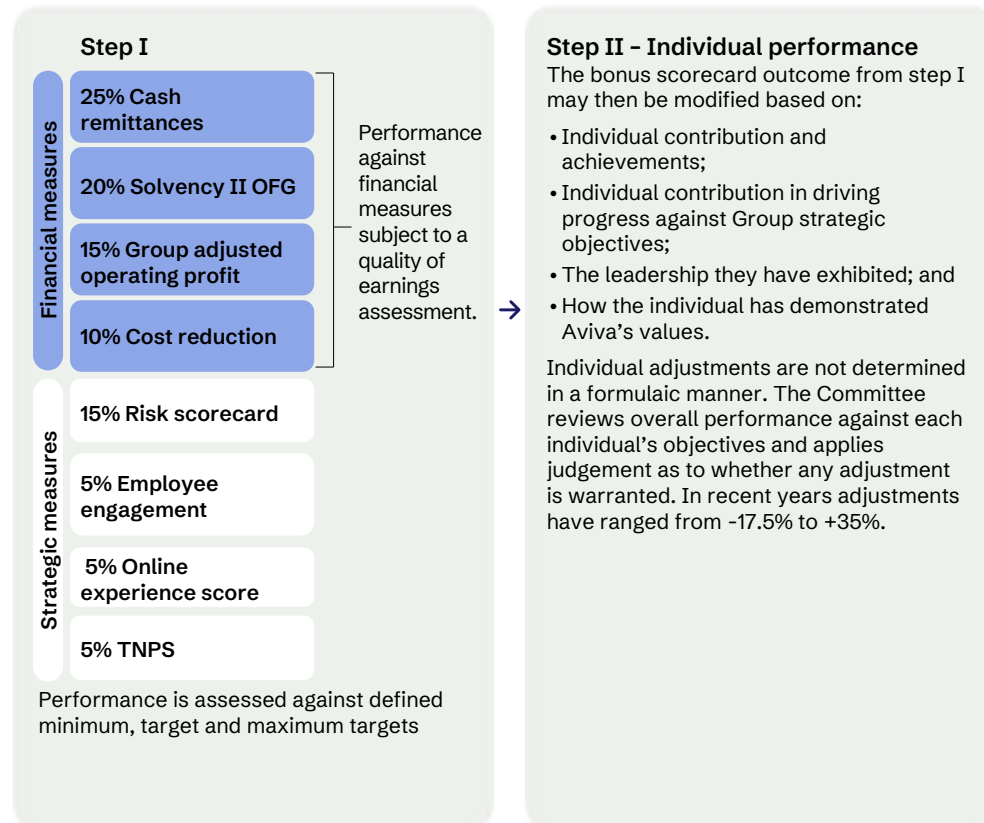 Step I
Financial measures
25% Cash
remittances
20% Solvency II OFG
15% Group adjusted
operating profit
10% Cost reduction
Performance
against
financial
measures
subject to a
quality of
earnings
assessment.
Strategic measures
15% Risk scorecard
5% Employee
engagement
5% Online
experience score
5% TNPS
Performance is assessed against defined
minimum, target and maximum targets
Step II – Individual performance
The bonus scorecard outcome from step I
may then be modified based on:
• Individual contribution and
achievements;
• Individual contribution in driving
progress against Group strategic
objectives;
• The leadership they have exhibited; and
• How the individual has demonstrated
Aviva’s values.
Individual adjustments are not determined
in a formulaic manner. The Committee
reviews overall performance against each
individual’s objectives and applies
judgement as to whether any adjustment
is warranted. In recent years adjustments
have ranged from -17.5% to +35%.